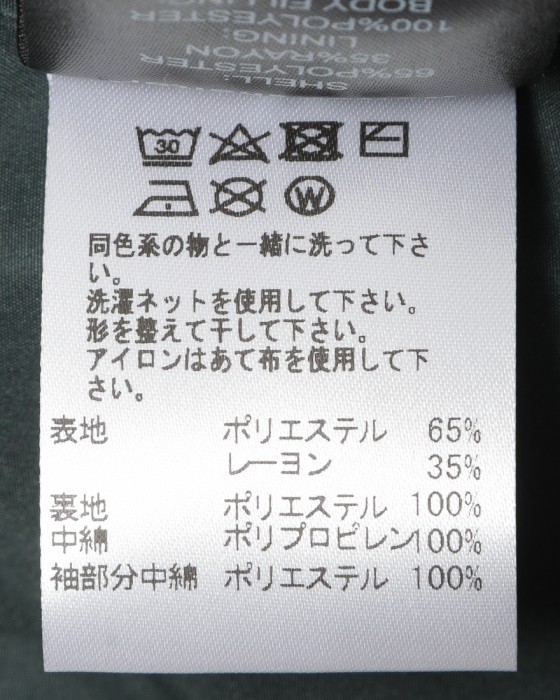 BODY FILLING:
100%POLYESTER
LINING:
35%RAYON
65%POLYESTER
SHELL:
30
W
同色系の物と一緒に洗って下さ
い。
洗濯ネットを使用して下さい。
形を整えて干して下さい。
アイロンはあて布を使用して下
さい。
表地 ポリエステル 65%
レーヨン 35%
裏地 ポリエステル 100%
中綿 ポリプロピレン100%
袖部分中綿 ポリエステル 100%